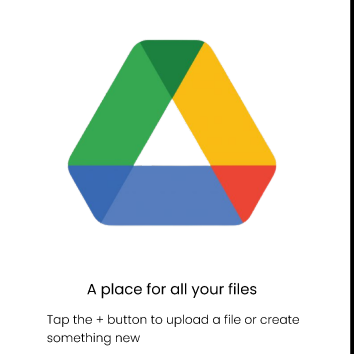 A place for all your files
Tap the + button to upload a file or create
something new